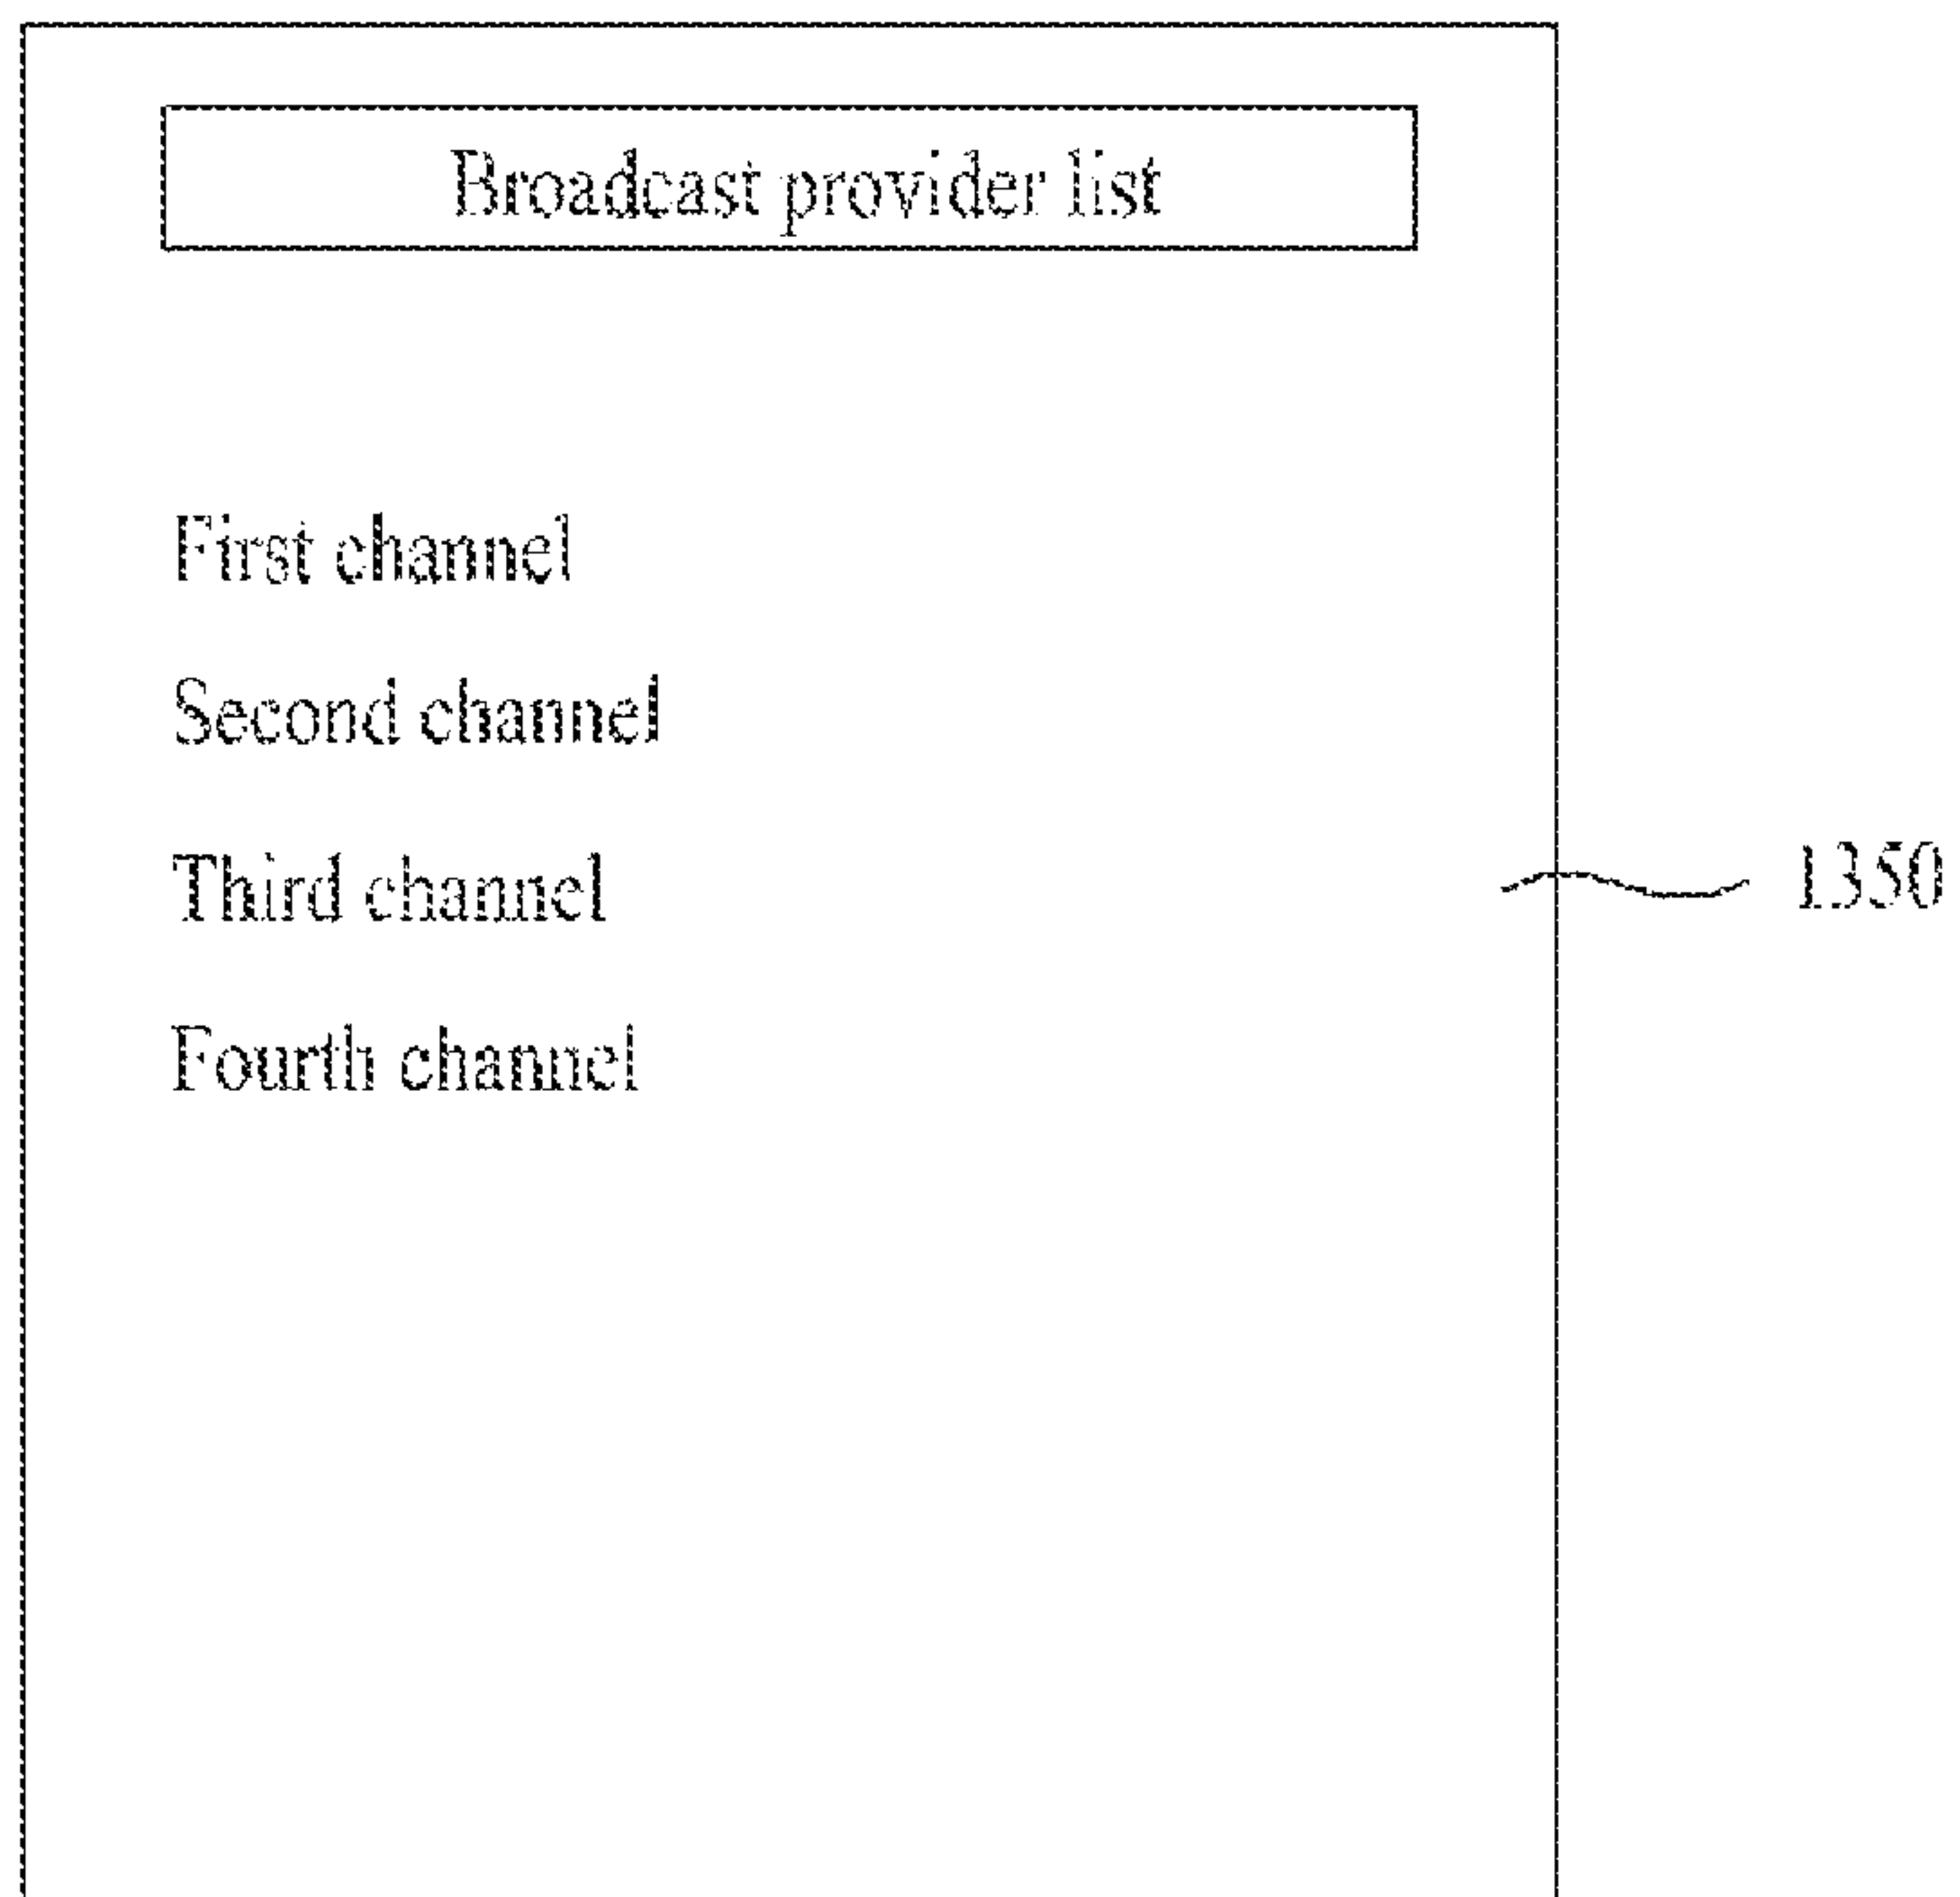 Broadcast provider list
First channel
Second channel
Third channel
1350
Fourth channel